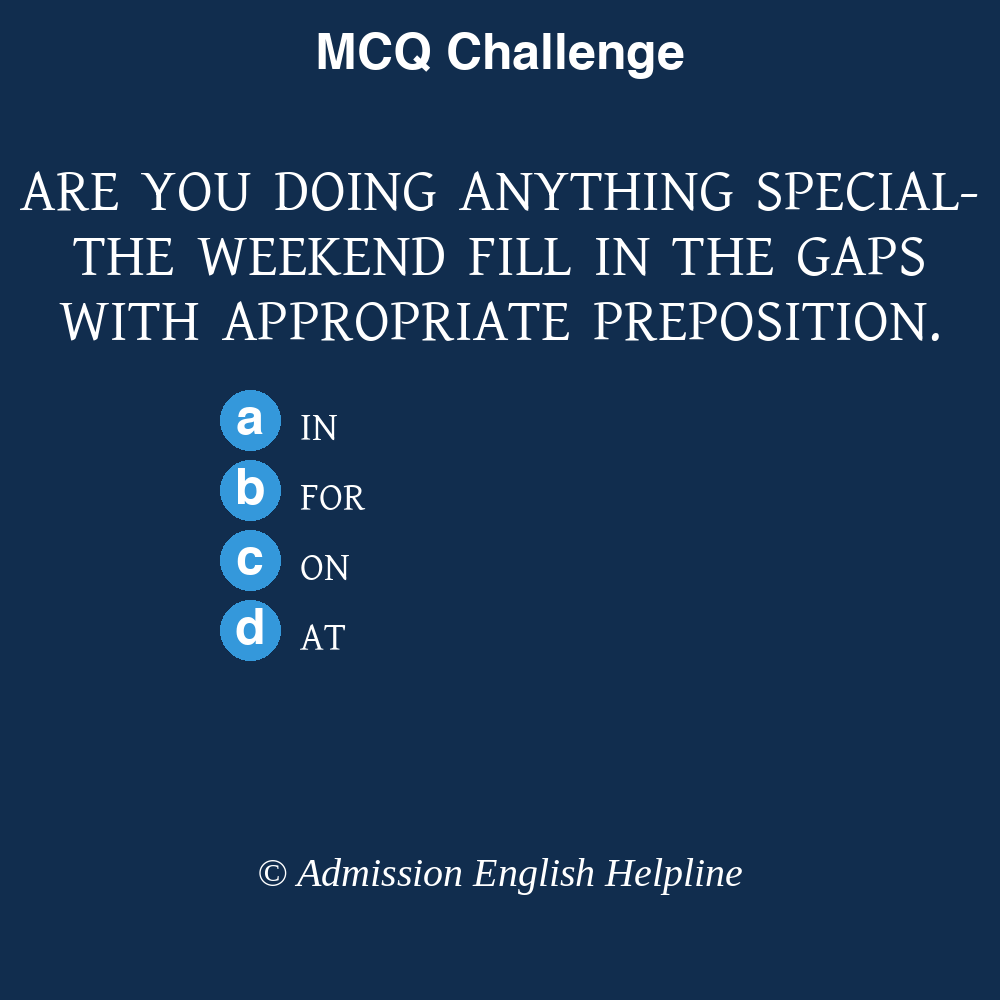 MCQ Challenge
ARE YOU DOING ANYTHING SPECIAL-
THE WEEKEND FILL IN THE GAPS
WITH APPROPRIATE PREPOSITION.
a IN
b FOR
c ON
d AT
© Admission English Helpline